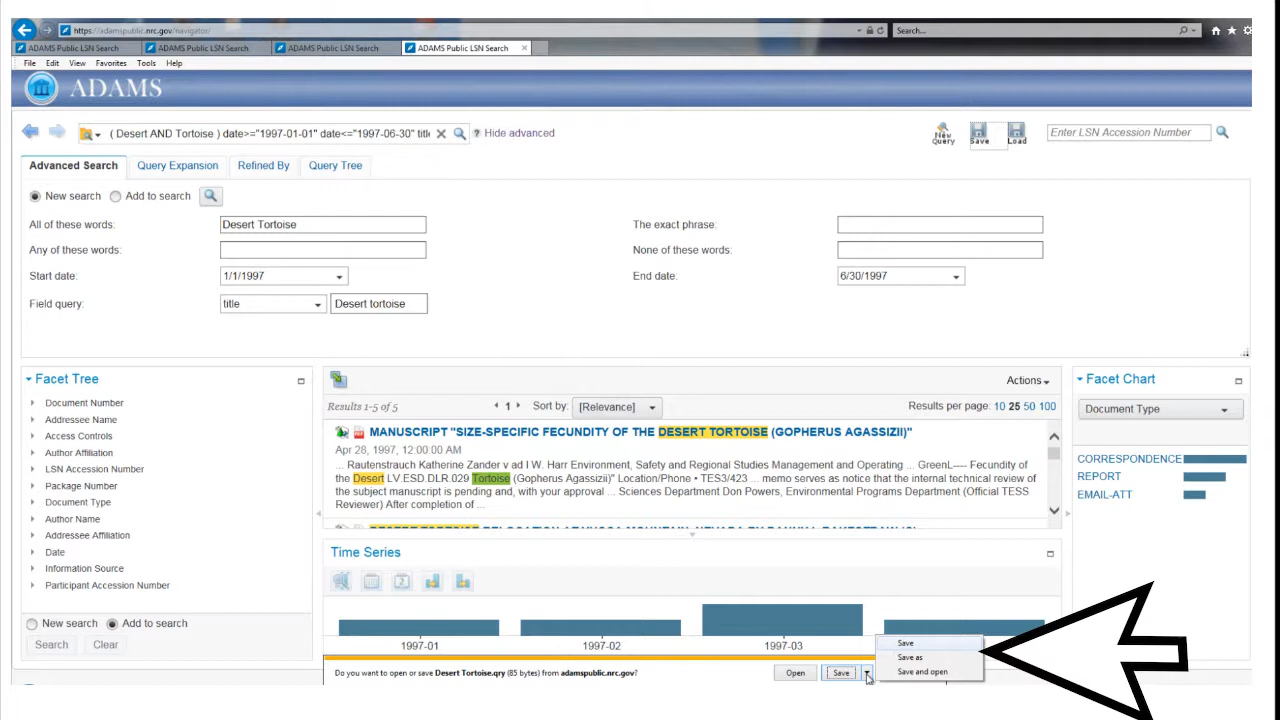 https://adamspublic.nrc.gov/navigator/
Search...
ADAMS Public LSN Search
ADAMS Public LSN Search
ADAMS Public LSN Search
ADAMS Public LSN Search
File Edit View Favorites Tools Help
ADAMS
( Desert AND Tortoise ) date>="1997-01-01" date<="1997-06-30" title
Hide advanced
New Query
Save
Load
Enter LSN Accession Number
Advanced Search Query Expansion Refined By Query Tree
New search Add to search
All of these words: Desert Tortoise The exact phrase:
Any of these words: None of these words:
Start date: 1/1/1997 End date: 6/30/1997
Field query: title Desert tortoise
Facet Tree
Document Number
Addressee Name
Access Controls
Author Affiliation
LSN Accession Number
Package Number
Document Type
Author Name
Addressee Affiliation
Date
Information Source
Participant Accession Number
New search Add to search
Search Clear
Actions
Results 1-5 of 5 1 Sort by: [Relevance] Results per page: 10 25 50 100
MANUSCRIPT "SIZE-SPECIFIC FECUNDITY OF THE DESERT TORTOISE (GOPHERUS AGASSIZII)"
Apr 28, 1997, 12:00:00 AM
... Rautenstrauch Katherine Zander v ad I W. Harr Environment, Safety and Regional Studies Management and Operating ... GreenL---- Fecundity of
the Desert LV.ESD.DLR.029 Tortoise (Gopherus Agassizii)" Location/Phone • TES3/423 ... memo serves as notice that the internal technical review of
the subject manuscript is pending and, with your approval ... Sciences Department Don Powers, Environmental Programs Department (Official TESS
Reviewer) After completion of ...
Time Series
1997-01 1997-02 1997-03
Facet Chart
Document Type
CORRESPONDENCE
REPORT
EMAIL-ATT
Save
Save as
Save and open
Do you want to open or save Desert Tortoise.qry (85 bytes) from adamspublic.nrc.gov?
Open Save